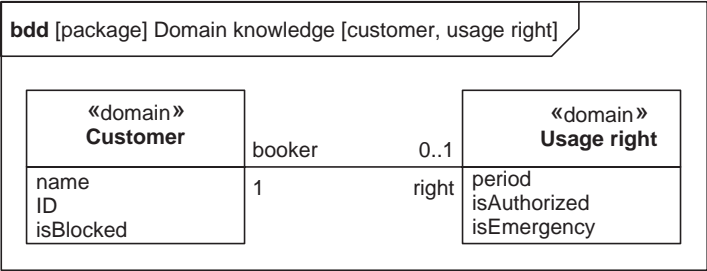 bdd [package] Domain knowledge [customer, usage right]
«domain»
Customer
name
ID
isBlocked
booker
1
0..1
right
«domain»
Usage right
period
isAuthorized
isEmergency